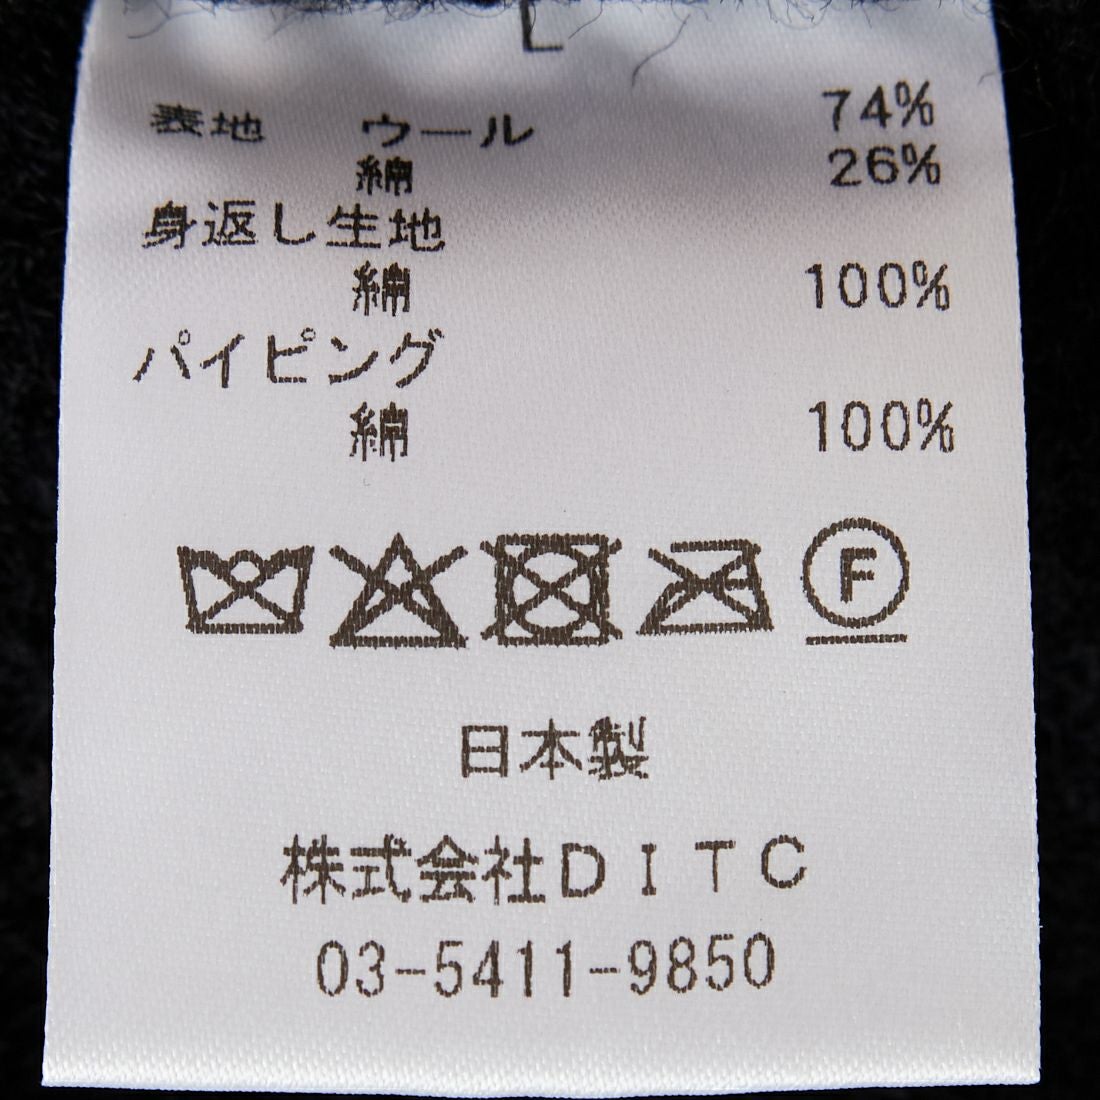 L
表地 ウール 74%
綿 26%
身返し生地
綿 100%
パイピング
綿 100%
F
日本製
株式会社DITC
03-5411-9850